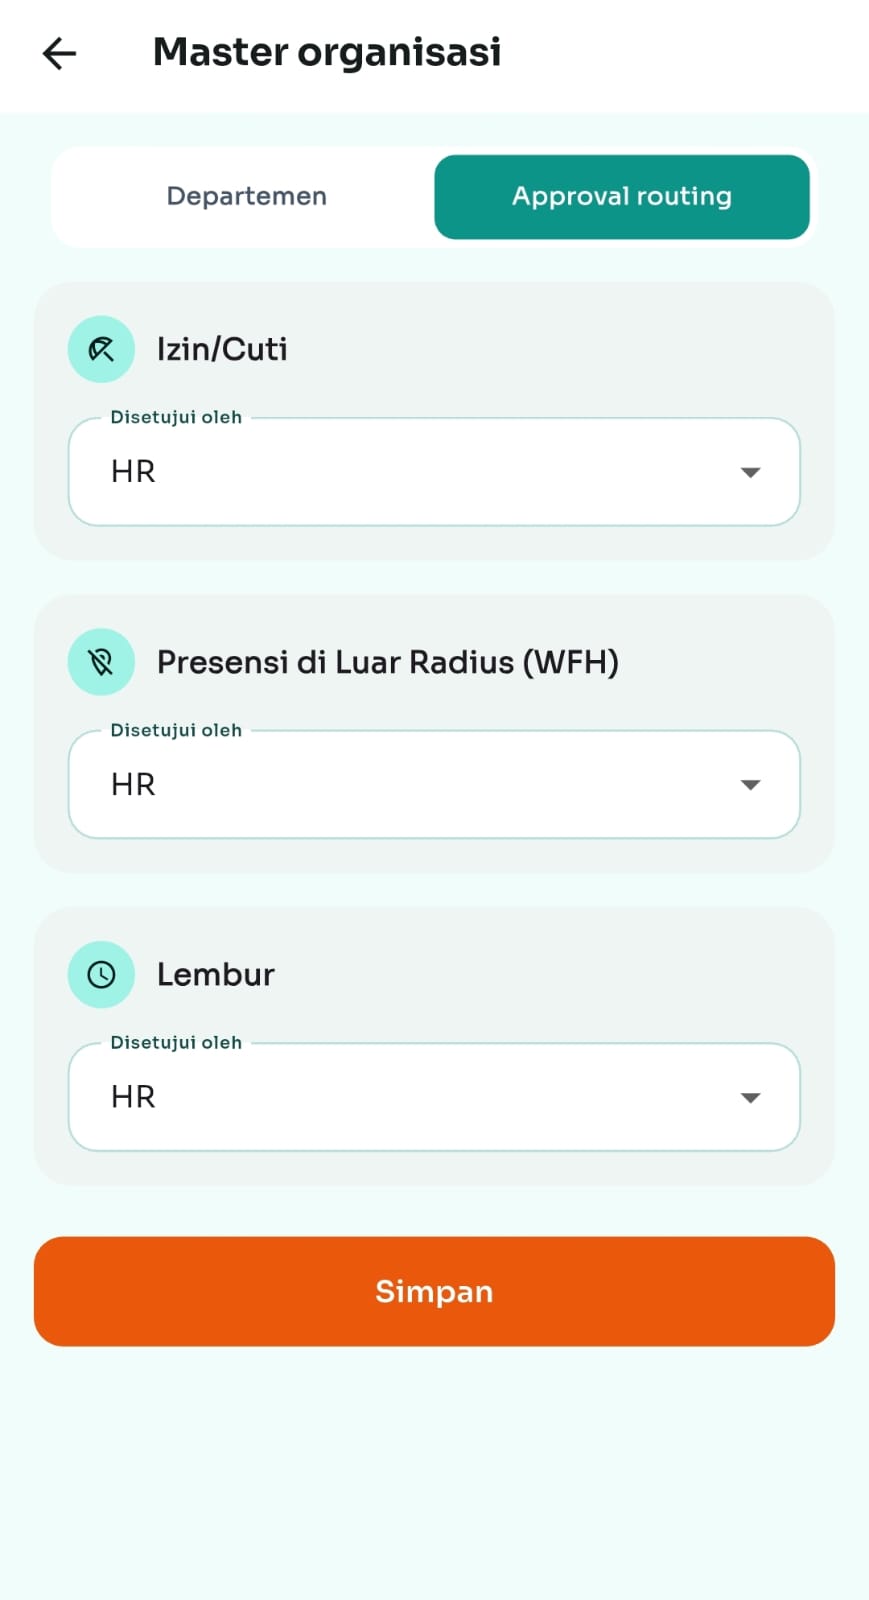 Master organisasi
Departemen
Approval routing
Izin/Cuti
Disetujui oleh
HR
Presensi di Luar Radius (WFH)
Disetujui oleh
HR
Lembur
Disetujui oleh
HR
Simpan